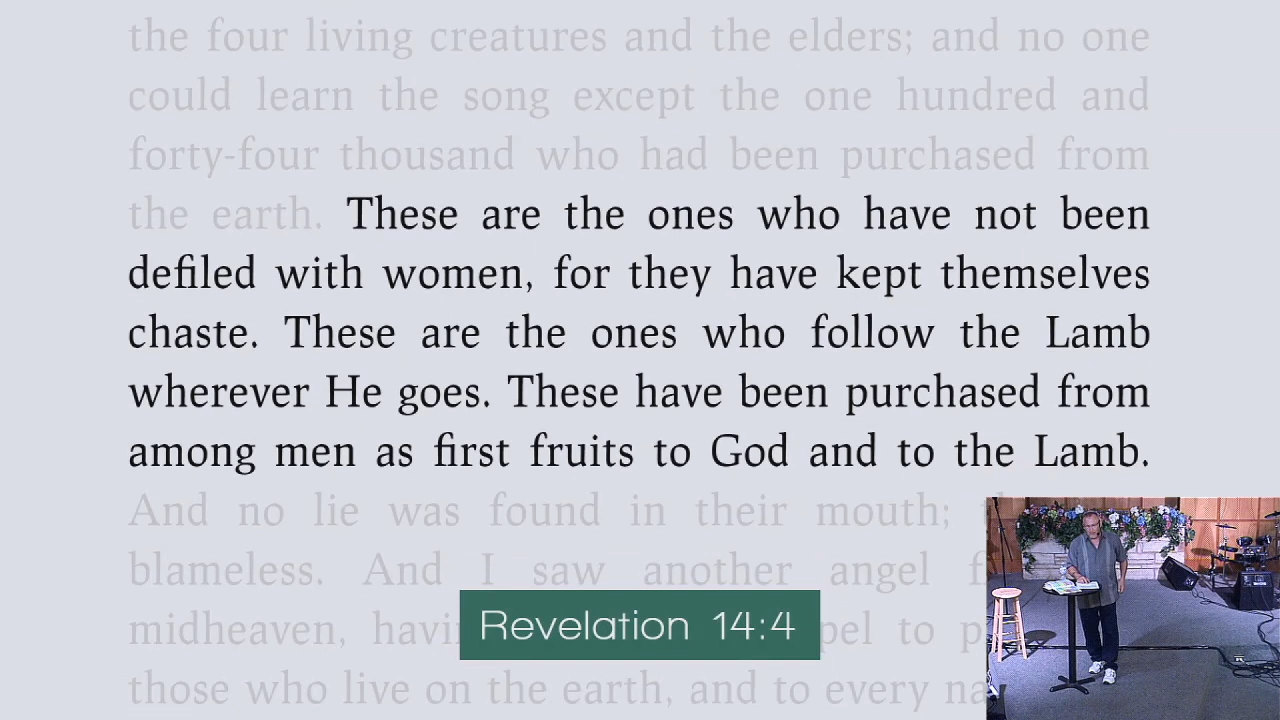 the four living creatures and the elders; and no one
could learn the song except the one hundred and
forty-four thousand who had been purchased from
the earth. These are the ones who have not been
defiled with women, for they have kept themselves
chaste. These are the ones who follow the Lamb
wherever He goes. These have been purchased from
among men as first fruits to God and to the Lamb.
And no lie was found in their mouth;
blameless. And I saw another angel
midheaven, pel to
those who live on the earth, and to every
Revelation 14:4